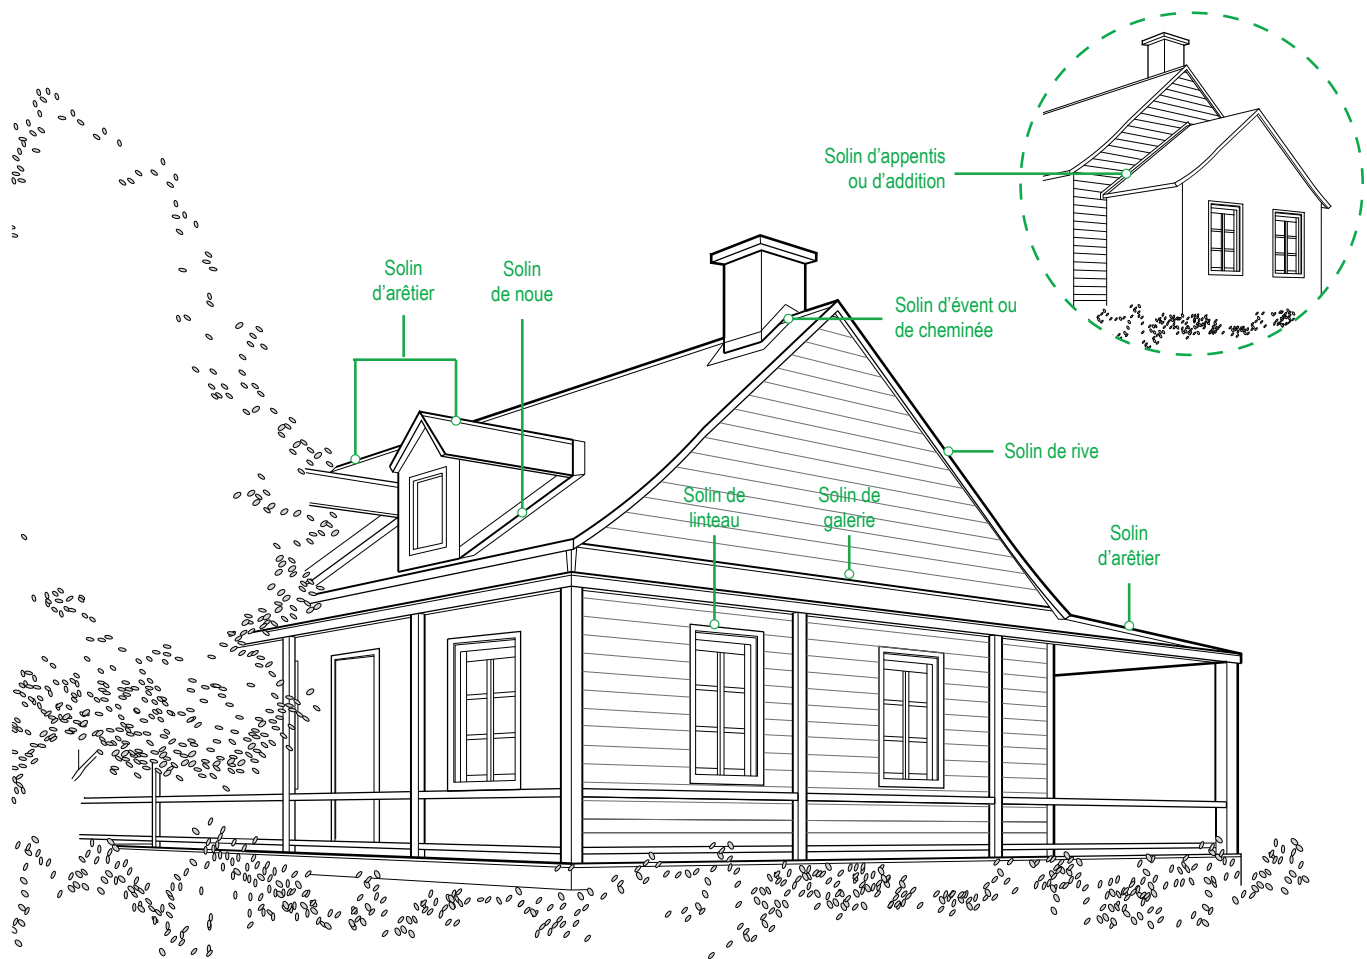 Solin d’appentis
ou d’addition
Solin
d’arêtier
Solin
de noue
Solin d’évent ou
de cheminée
Solin de rive
Solin de
linteau
Solin de
galerie
Solin
d’arêtier